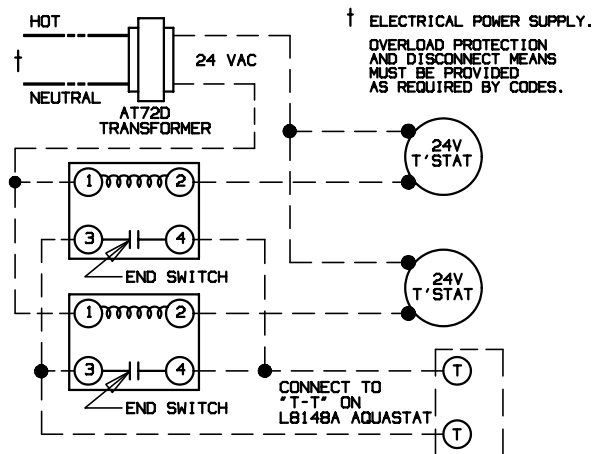 HOT
† ELECTRICAL POWER SUPPLY.
OVERLOAD PROTECTION
AND DISCONNECT MEANS
MUST BE PROVIDED
AS REQUIRED BY CODES.
†
24 VAC
NEUTRAL
AT72D
TRANSFORMER
24V
T'STAT
1
2
3
4
END SWITCH
24V
T'STAT
1
2
3
4
END SWITCH
CONNECT TO
"T-T" ON
L8148A AQUASTAT
T
T